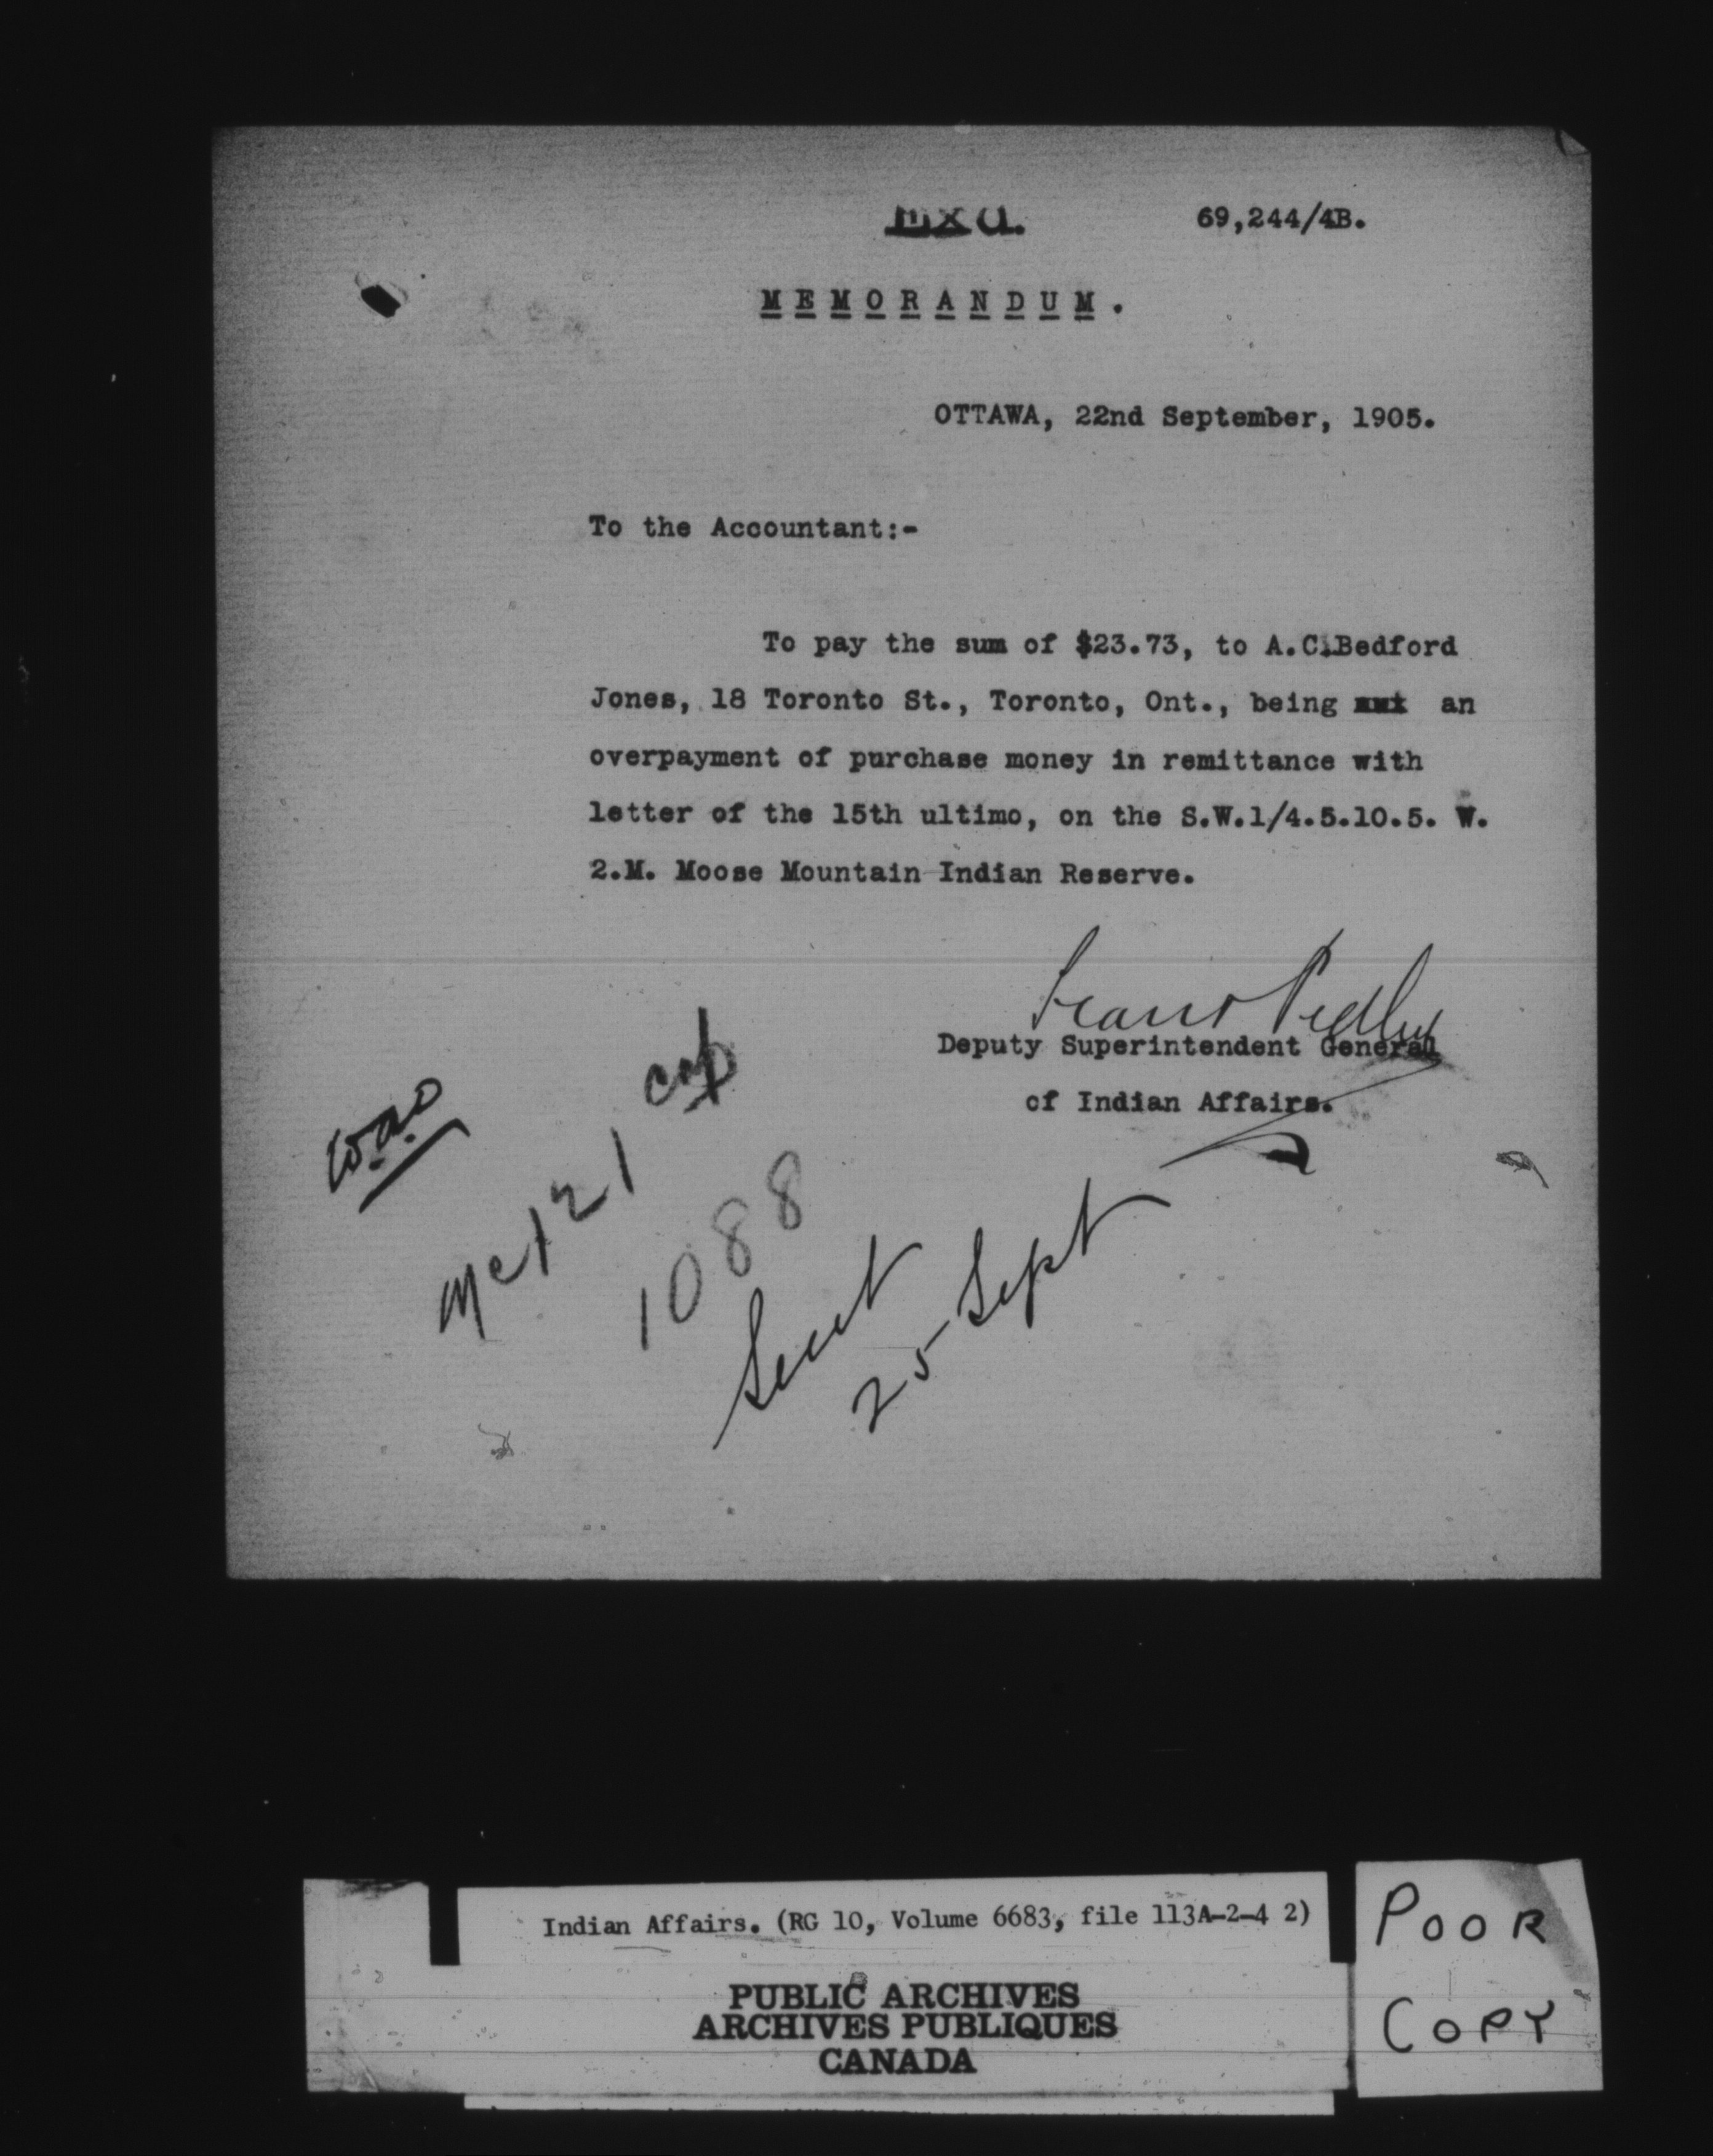 Exd.
69,244/4B.
MEMORANDUM.
OTTAWA, 22nd September, 1905.
To the Accountant:-
To pay the sum of $23.73, to A.C.Bedford
Jones, 18 Toronto St., Toronto, Ont., being an
overpayment of purchase money in remittance with
letter of the 15th ultimo, on the S.W.1/4.5.10.5. W.
2.M. Moose Mountain Indian Reserve.
Frank Pedley
Deputy Superintendent General
of Indian Affairs.
121
1088
Sent
25 Sept
Indian Affairs. (RG 10, Volume 6683, file 113A-2-4 2)
PUBLIC ARCHIVES
ARCHIVES PUBLIQUES
CANADA
POOR
COPY